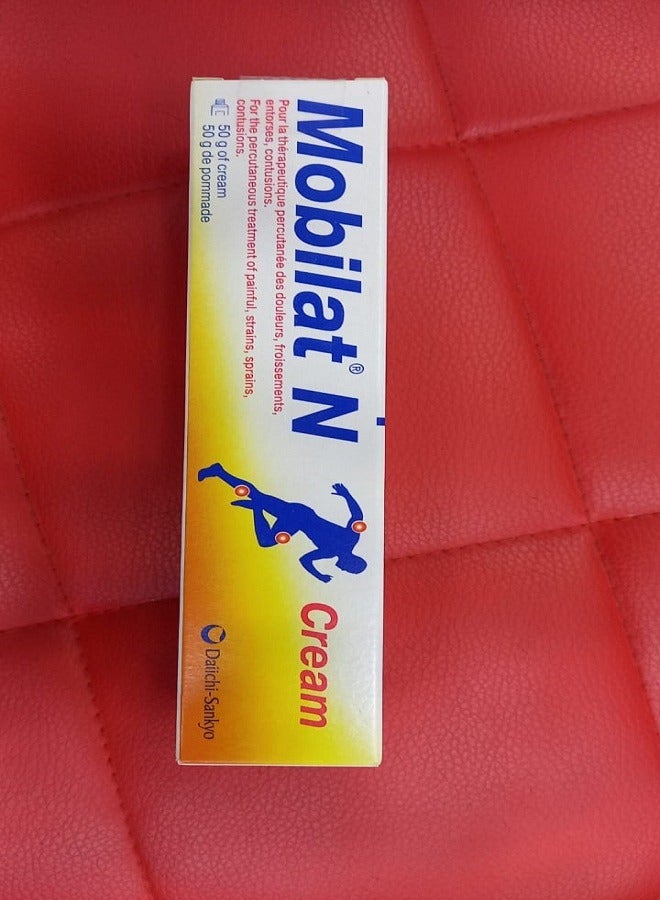 Mobilat® N
Pour la thérapeutique percutanée des douleurs, froissements,
entorses, contusions.
For the percutaneous treatment of painful, strains, sprains,
contusions.
50 g of cream
50 g de pommade
Cream
Daiichi-Sankyo